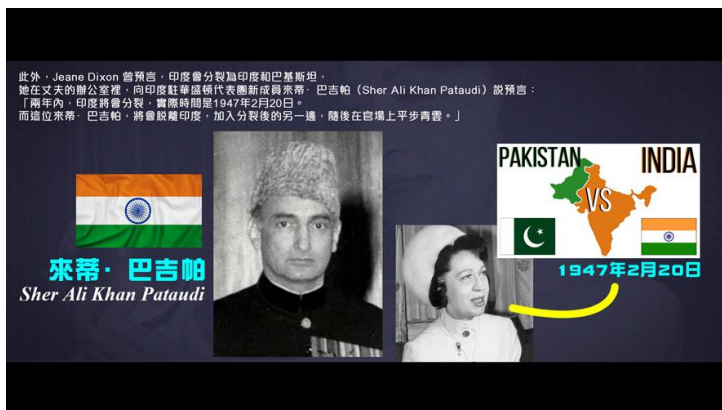 此外，Jeane Dixon 曾預言，印度會分裂為印度和巴基斯坦，
她在丈夫的辦公室裡，向印度駐華盛頓代表團新成員來蒂·巴吉帕（Sher Ali Khan Pataudi）說預言：
「兩年內，印度將會分裂，實際時間是1947年2月20日。
而這位來蒂·巴吉帕，將會脱離印度，加入分裂後的另一邊，隨後在官場上平步青雲。」
PAKISTAN
INDIA
VS
來蒂·巴吉帕
Sher Ali Khan Pataudi
1947年2月20日